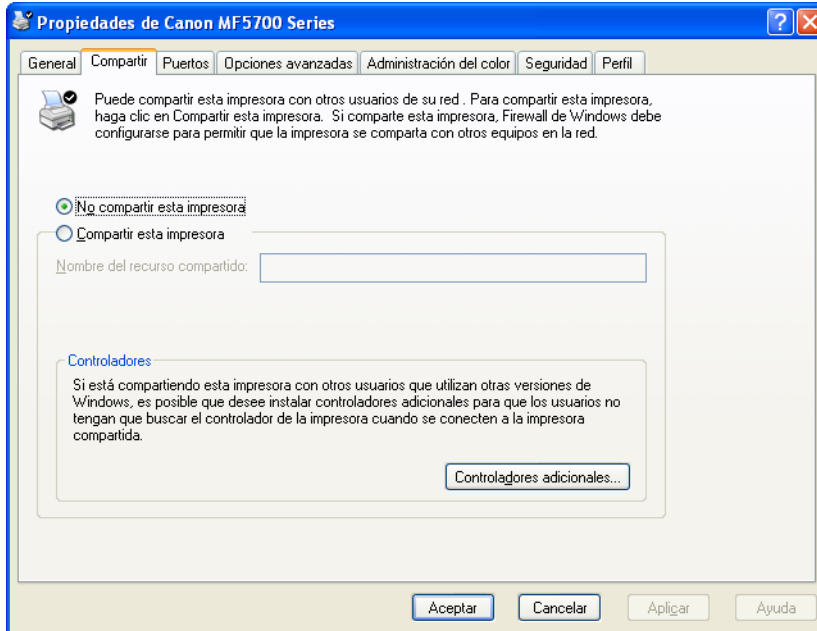 Propiedades de Canon MF5700 Series
General Compartir Puertos Opciones avanzadas Administración del color Seguridad Perfil
Puede compartir esta impresora con otros usuarios de su red . Para compartir esta impresora,
haga clic en Compartir esta impresora. Si comparte esta impresora, Firewall de Windows debe
configurarse para permitir que la impresora se comparta con otros equipos en la red.
No compartir esta impresora
Compartir esta impresora
Nombre del recurso compartido:
Controladores
Si está compartiendo esta impresora con otros usuarios que utilizan otras versiones de
Windows, es posible que desee instalar controladores adicionales para que los usuarios no
tengan que buscar el controlador de la impresora cuando se conecten a la impresora
compartida.
Controladores adicionales...
Aceptar Cancelar Aplicar Ayuda